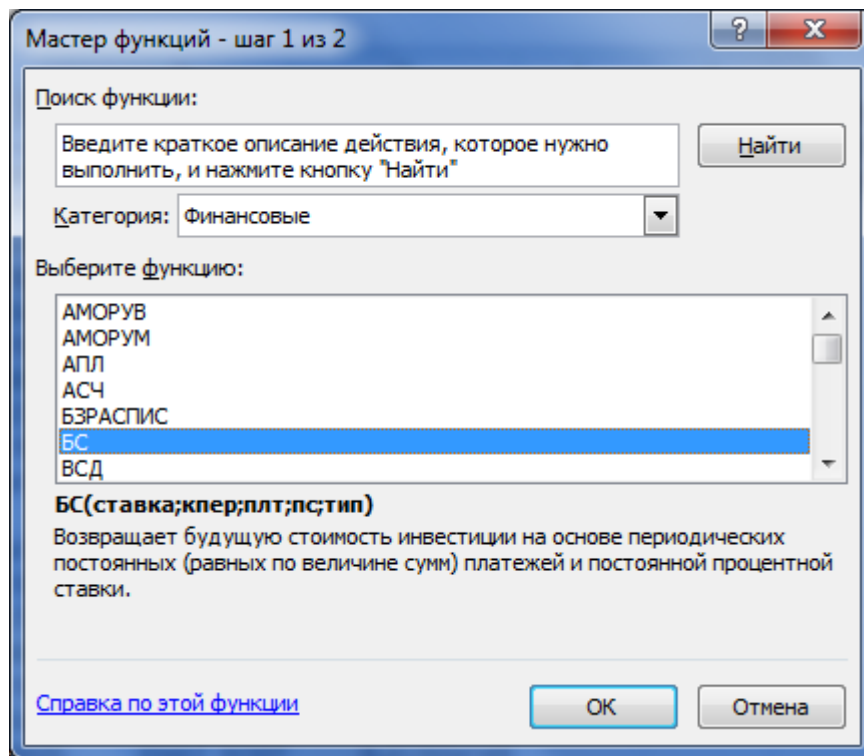 Мастер функций - шаг 1 из 2
Поиск функции:
Введите краткое описание действия, которое нужно
выполнить, и нажмите кнопку "Найти"
Найти
Категория: Финансовые
Выберите функцию:
АМОРУВ
АМОРУМ
АПЛ
АСЧ
БЗРАСПИС
БС
ВСД
БС(ставка;кпер;плт;пс;тип)
Возвращает будущую стоимость инвестиции на основе периодических
постоянных (равных по величине сумм) платежей и постоянной процентной
ставки.
Справка по этой функции
ОК
Отмена